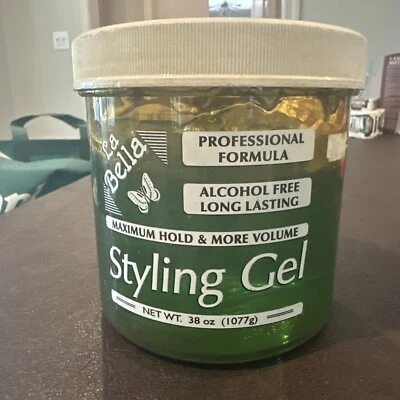 La
Bella
PROFESSIONAL
FORMULA
ALCOHOL FREE
LONG LASTING
MAXIMUM HOLD & MORE VOLUME
Styling Gel
NET WT. 38 oz (1077g)